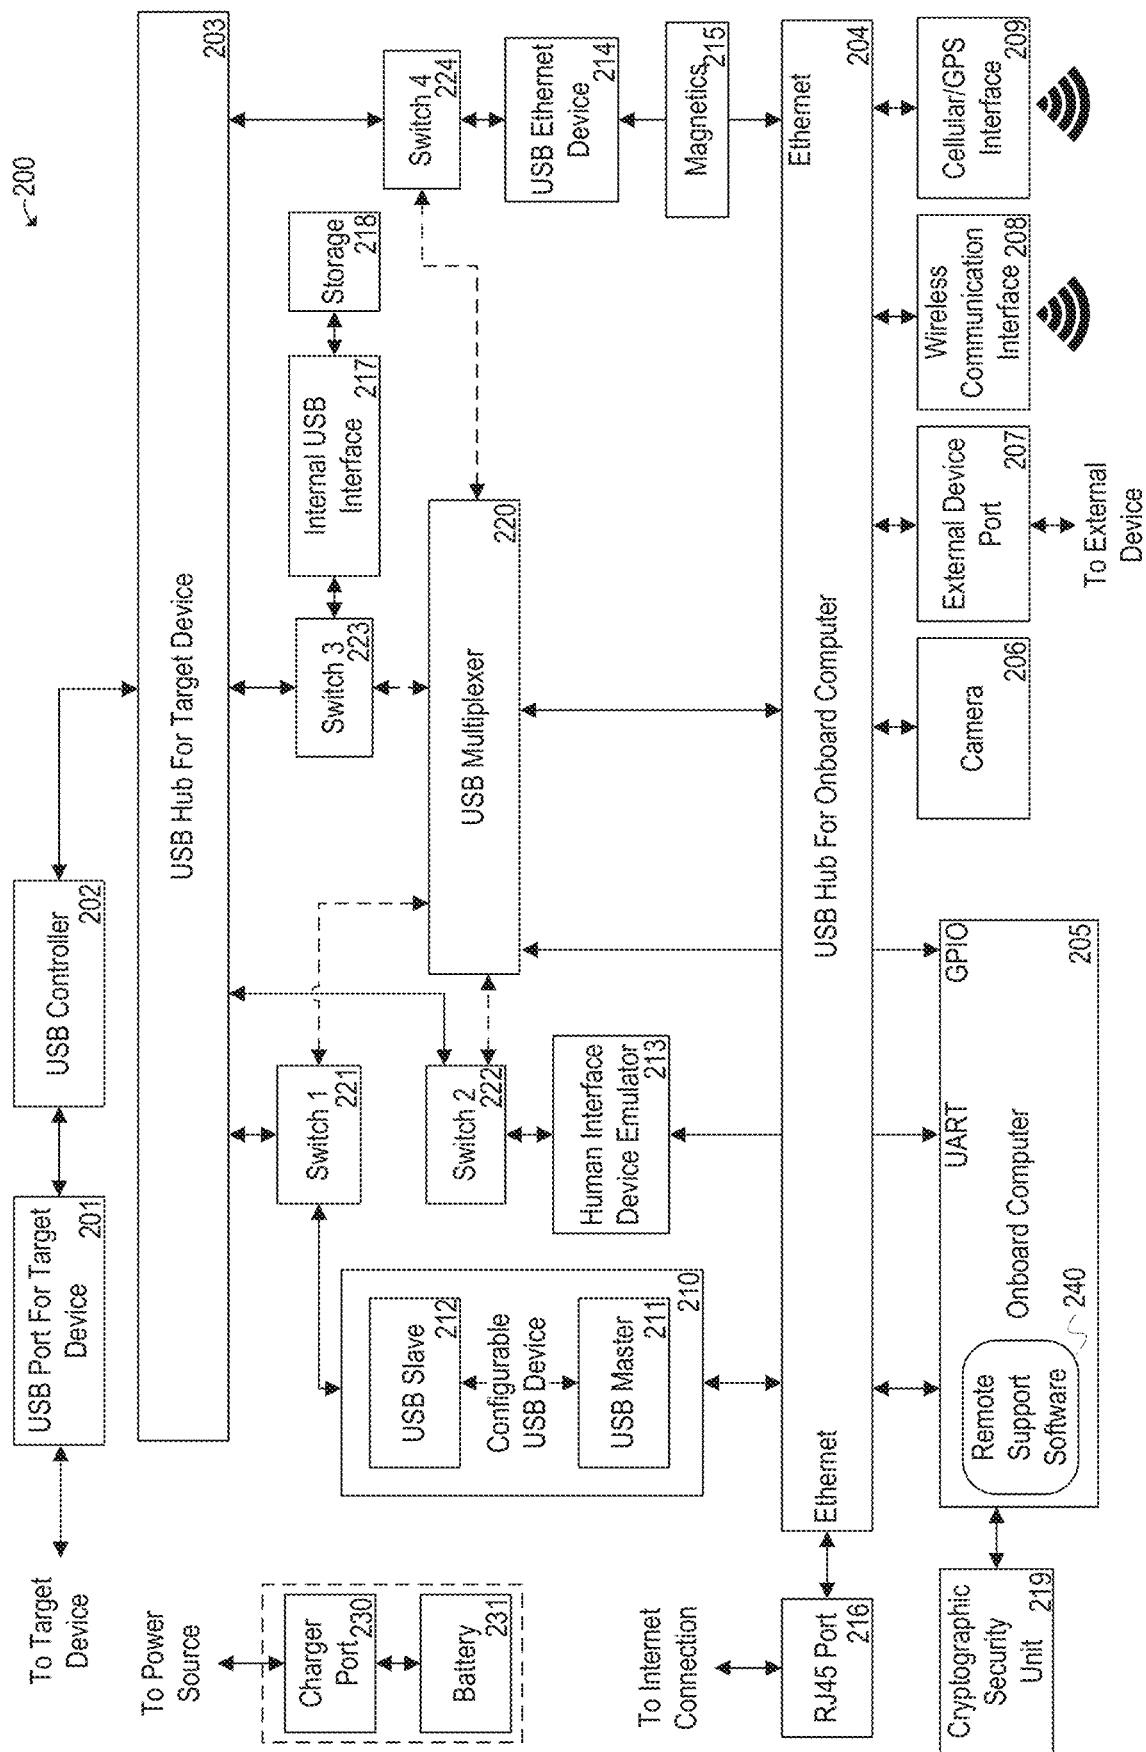 200
To Target
Device
USB Port For Target
Device
201
USB Controller
202
USB Hub For Target Device
203
To Power
Source
Charger
Port
230
Battery
231
Switch 1
221
Switch 2
222
Switch 3
223
Switch 4
224
Internal USB
Interface
217
Storage
218
USB Multiplexer
220
USB Ethernet
Device
214
Magnetics
215
USB Slave
212
Configurable
USB Device
USB Master
211
210
Human Interface
Device Emulator
213
To Internet
Connection
RJ45 Port
216
Ethernet
USB Hub For Onboard Computer
Ethernet
204
Cryptographic
Security
Unit
219
UART
GPIO
Onboard Computer
205
Remote
Support
Software
240
Camera
206
External Device
Port
207
To External
Device
Wireless
Communication
Interface
208
Cellular/GPS
Interface
209